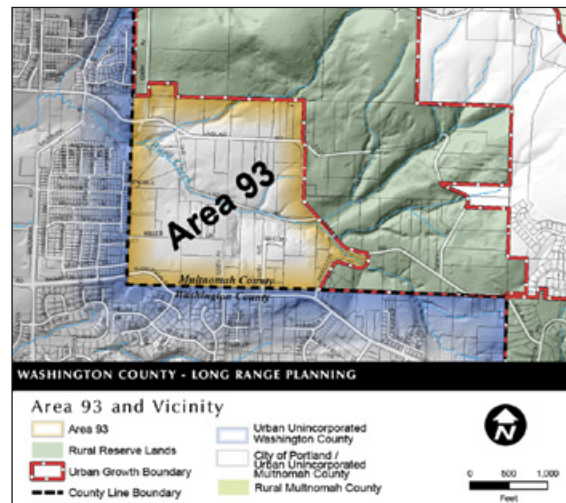 Area 93
Multnomah County
Washington County
WASHINGTON COUNTY - LONG RANGE PLANNING
Area 93 and Vicinity
Area 93
Rural Reserve Lands
Urban Growth Boundary
County Line Boundary
Urban Unincorporated
Washington County
City of Portland /
Urban Unincorporated
Multnomah County
Rural Multnomah County
N
0 500 1,000
Feet